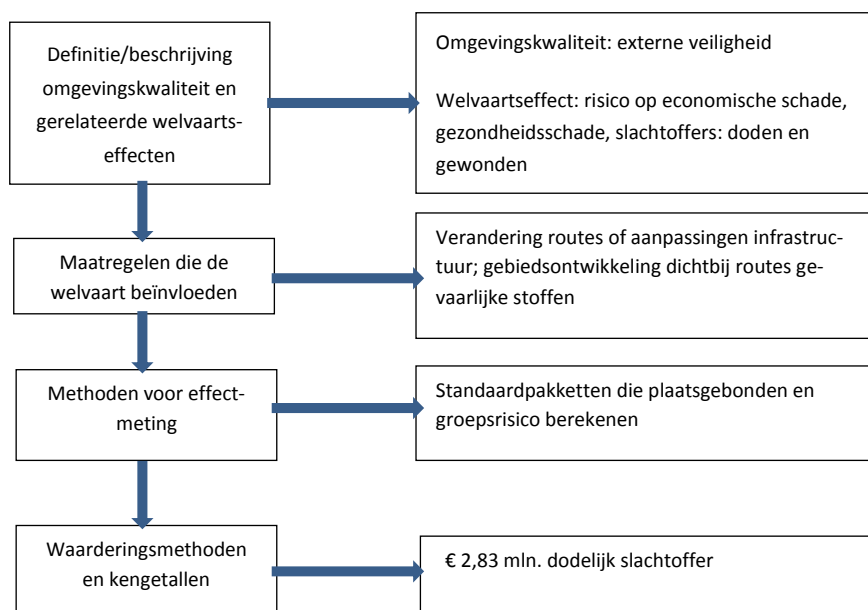 Definitie/beschrijving
omgevingskwaliteit en
gerelateerde welvaarts-
effecten
Omgevingskwaliteit: externe veiligheid
Welvaartseffect: risico op economische schade,
gezondheidsschade, slachtoffers: doden en
gewonden
Maatregelen die de
welvaart beïnvloeden
Verandering routes of aanpassingen infrastruc-
tuur; gebiedsontwikkeling dichtbij routes ge-
vaarlijke stoffen
Methoden voor effect-
meting
Standaardpakketten die plaatsgebonden en
groepsrisico berekenen
Waarderingsmethoden
en kengetallen
€ 2,83 mln. dodelijk slachtoffer